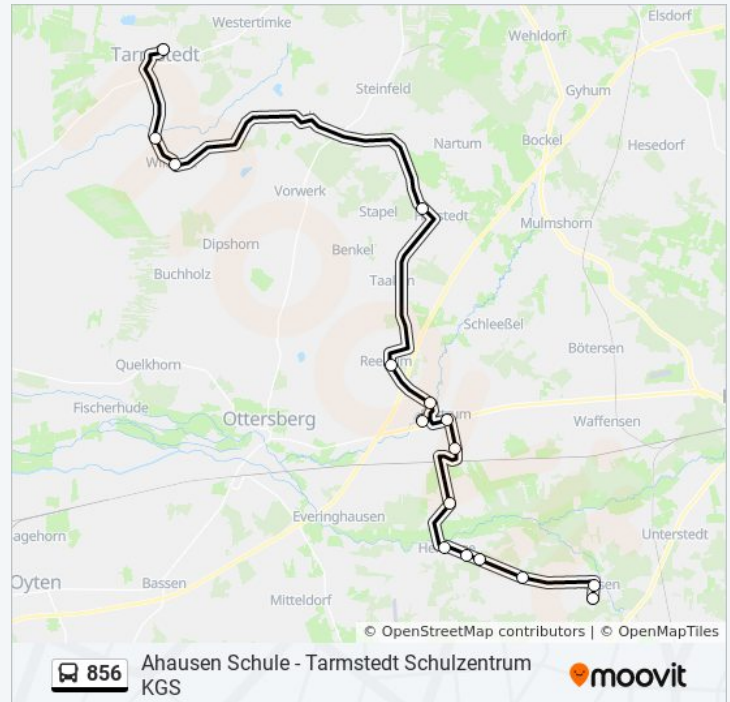 Westertimke
Elsdorf
Wehldorf
Tarmstedt
Steinfeld
Gyhum
Nartum
Bockel
Hesedorf
Vorwerk
Stapel
Mulmshorn
Dipshorn
Benkel
Buchholz
Schleeßel
Bötersen
Quelkhorn
Fischerhude
Ottersberg
Waffensen
Everinghausen
Unterstedt
Oyten
Bassen
Mitteldorf
© OpenStreetMap contributors | © OpenMapTiles
856
Ahausen Schule - Tarmstedt Schulzentrum
KGS
moovit